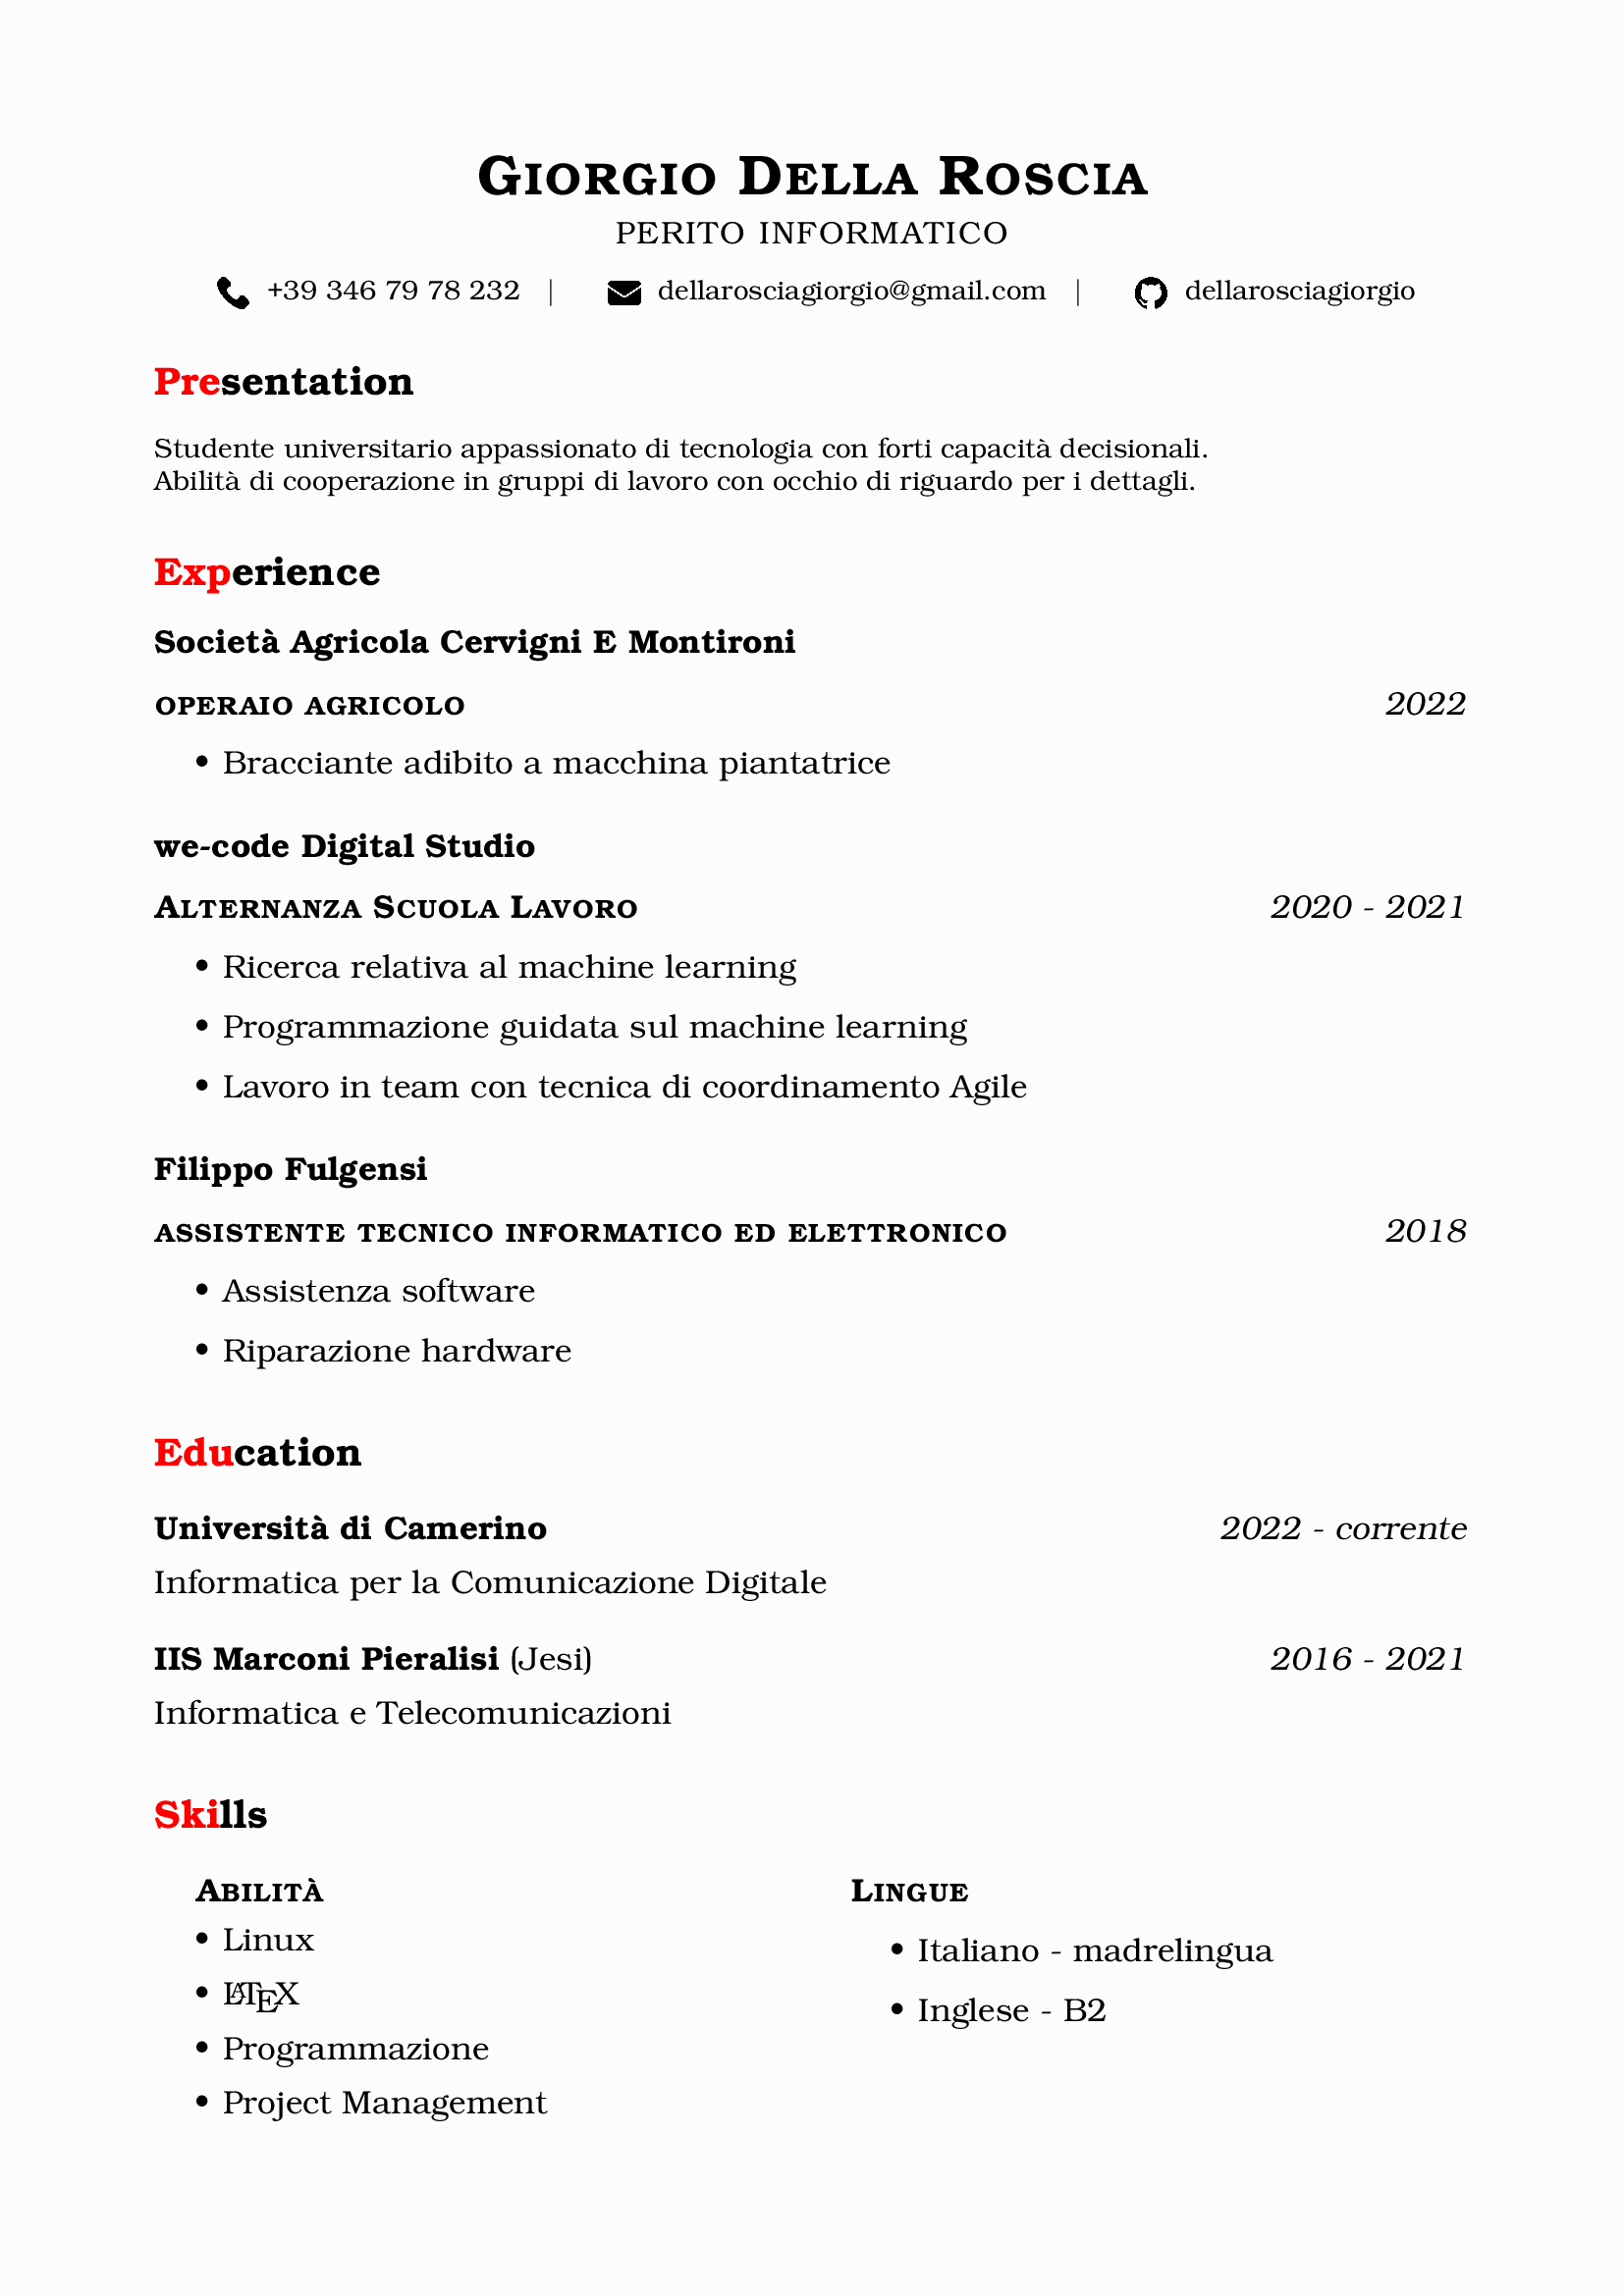 Giorgio Della Roscia
PERITO INFORMATICO
+39 346 79 78 232 | dellarosciagiorgio@gmail.com | dellarosciagiorgio
Presentation
Studente universitario appassionato di tecnologia con forti capacità decisionali.
Abilità di cooperazione in gruppi di lavoro con occhio di riguardo per i dettagli.
Experience
Società Agricola Cervigni E Montironi
operaio agricolo 2022
• Bracciante adibito a macchina piantatrice
we-code Digital Studio
Alternanza Scuola Lavoro 2020 - 2021
• Ricerca relativa al machine learning
• Programmazione guidata sul machine learning
• Lavoro in team con tecnica di coordinamento Agile
Filippo Fulgensi
assistente tecnico informatico ed elettronico 2018
• Assistenza software
• Riparazione hardware
Education
Università di Camerino 2022 - corrente
Informatica per la Comunicazione Digitale
IIS Marconi Pieralisi (Jesi) 2016 - 2021
Informatica e Telecomunicazioni
Skills
Abilità
• Linux
• LATEX
• Programmazione
• Project Management
Lingue
• Italiano - madrelingua
• Inglese - B2